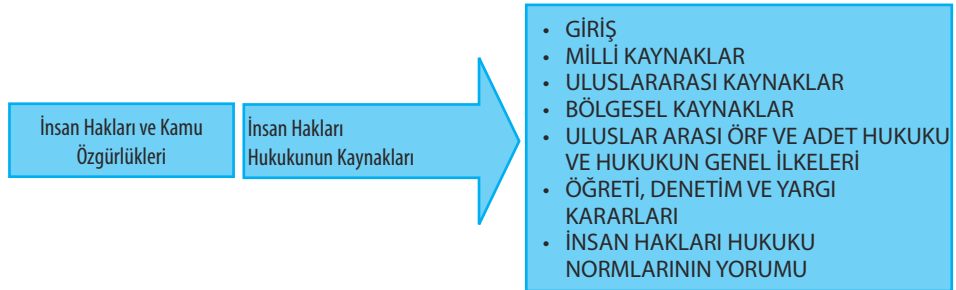 İnsan Hakları ve Kamu
Özgürlükleri
İnsan Hakları
Hukukunun Kaynakları
• GİRİŞ
• MİLLİ KAYNAKLAR
• ULUSLARARASI KAYNAKLAR
• BÖLGESEL KAYNAKLAR
• ULUSLAR ARASI ÖRF VE ADET HUKUKU
VE HUKUKUN GENEL İLKELERİ
• ÖĞRETİ, DENETİM VE YARGI
KARARLARI
• İNSAN HAKLARI HUKUKU
NORMLARININ YORUMU